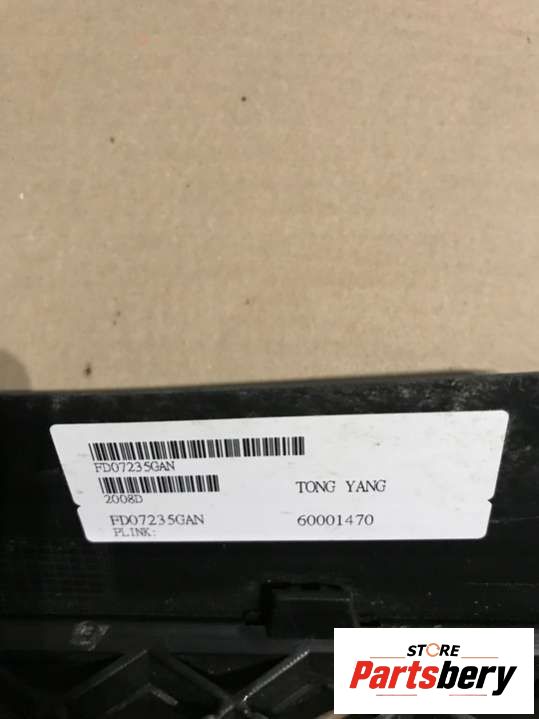 FD07235GAN
2008D
TONG YANG
FD07235GAN
60001470
PLINK:
STORE
Partsbery